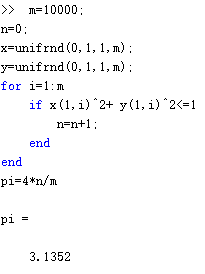 >> m=10000;
n=0;
x=unifrnd(0,1,1,m);
y=unifrnd(0,1,1,m);
for i=1:m
    if x(1,i)^2+ y(1,i)^2<=1
        n=n+1;
    end
end
pi=4*n/m
pi =
    3.1352